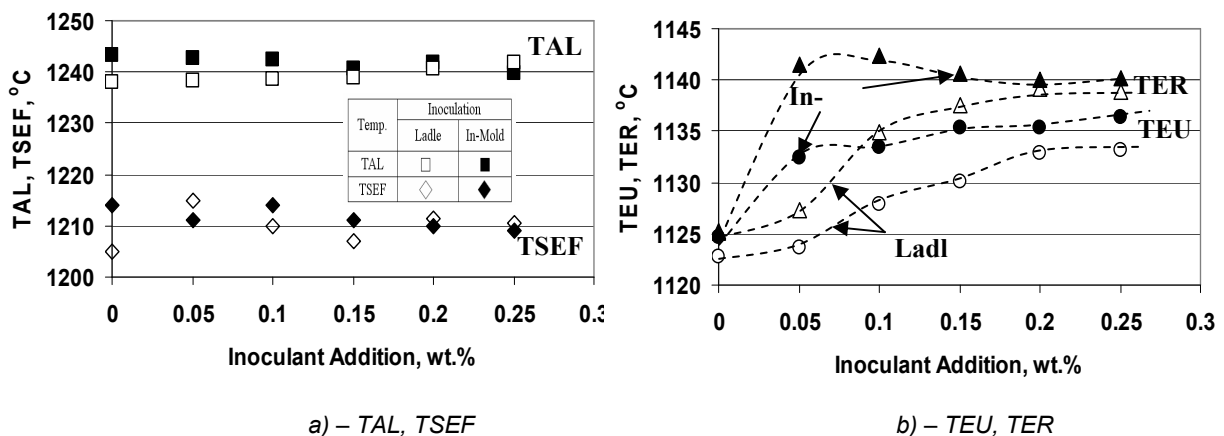 TAL, TSEF, °C
1250
1240
1230
1220
1210
1200
TAL
Temp.
Inoculation
Ladle
In-Mold
TAL
TSEF
TSEF
0
0.05
0.1
0.15
0.2
0.25
0.3
Inoculant Addition, wt.%
a) – TAL, TSEF
TEU, TER, °C
1145
1140
1135
1130
1125
1120
In-
TER
TEU
Ladl
0
0.05
0.1
0.15
0.2
0.25
0.3
Inoculant Addition, wt.%
b) – TEU, TER